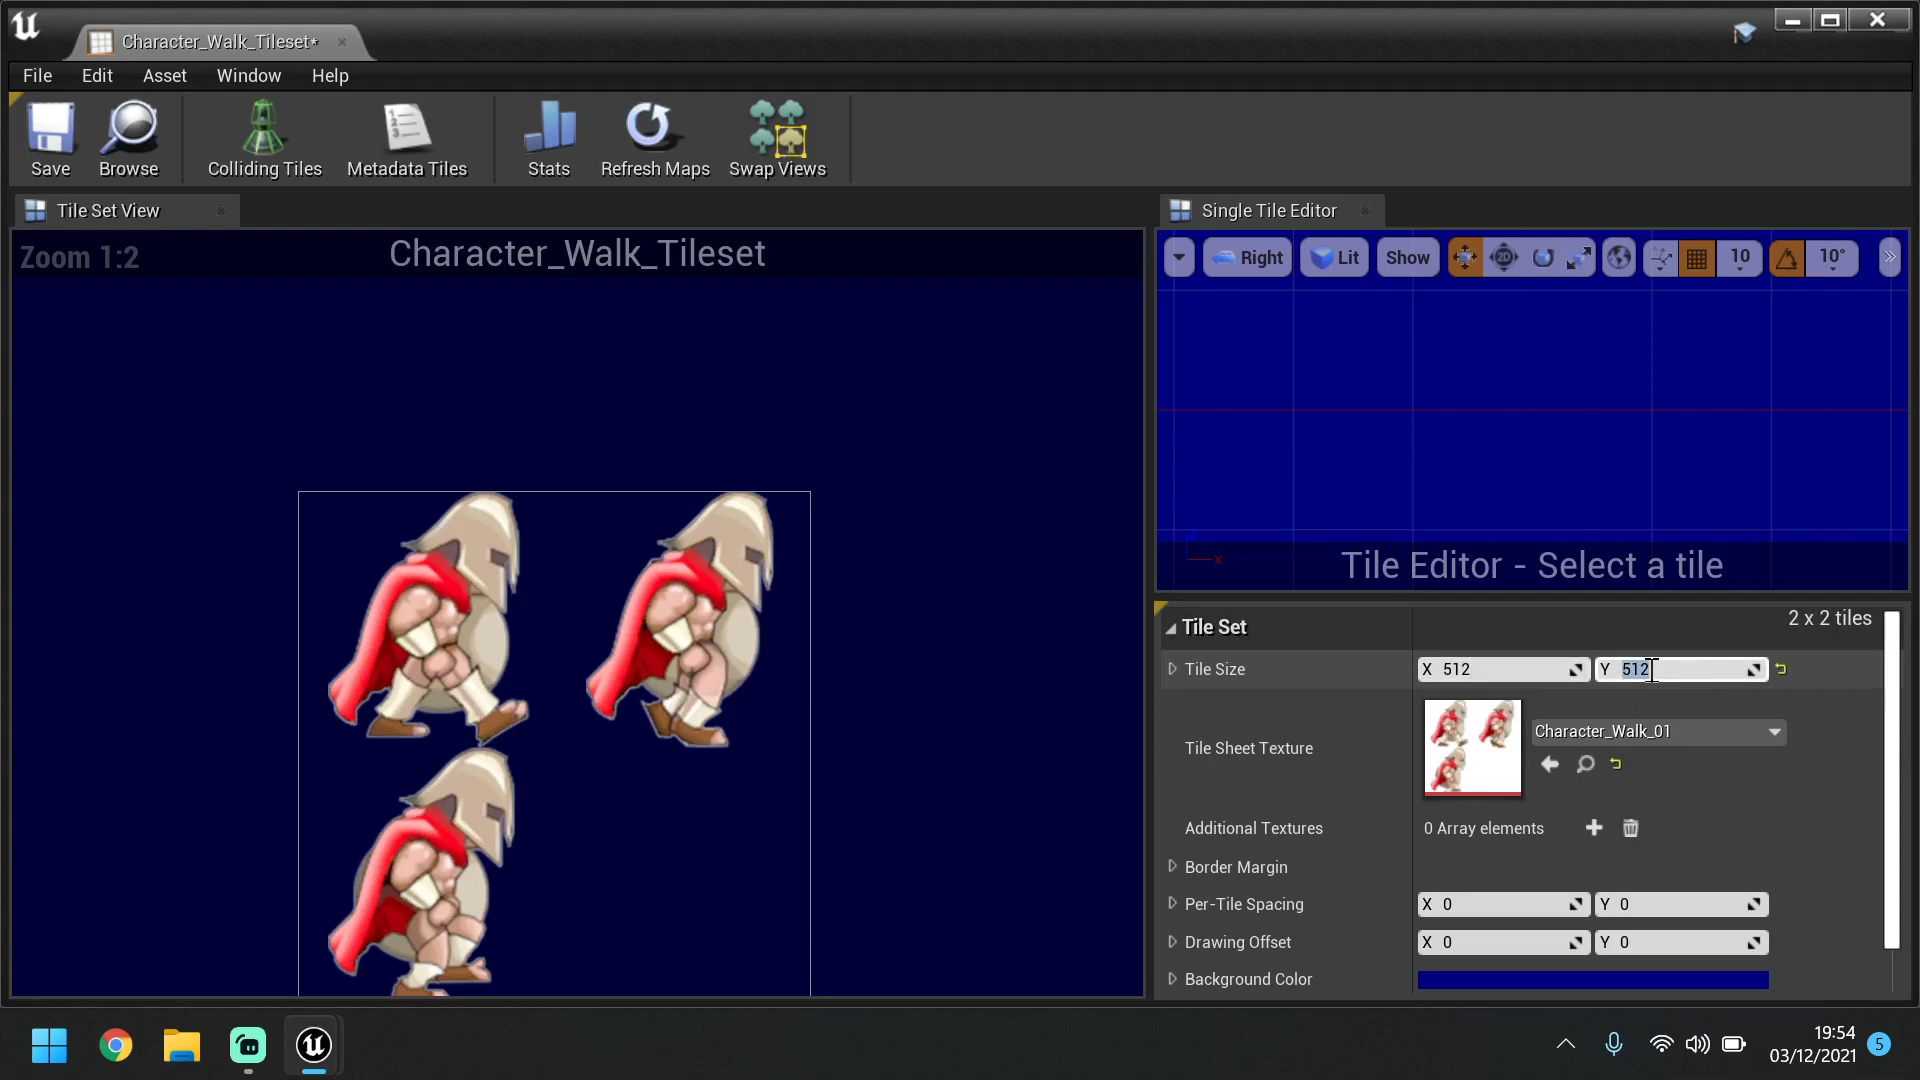 Character_Walk_Tileset*
File Edit Asset Window Help
Save Browse Colliding Tiles Metadata Tiles Stats Refresh Maps Swap Views
Tile Set View
Single Tile Editor
Zoom 1:2
Character_Walk_Tileset
Right Lit Show 2D 10 10°
x
Tile Editor - Select a tile
Tile Set
2 x 2 tiles
Tile Size X 512 Y 512
Tile Sheet Texture Character_Walk_01
Additional Textures 0 Array elements
Border Margin
Per-Tile Spacing X 0 Y 0
Drawing Offset X 0 Y 0
Background Color
19:54
03/12/2021 5